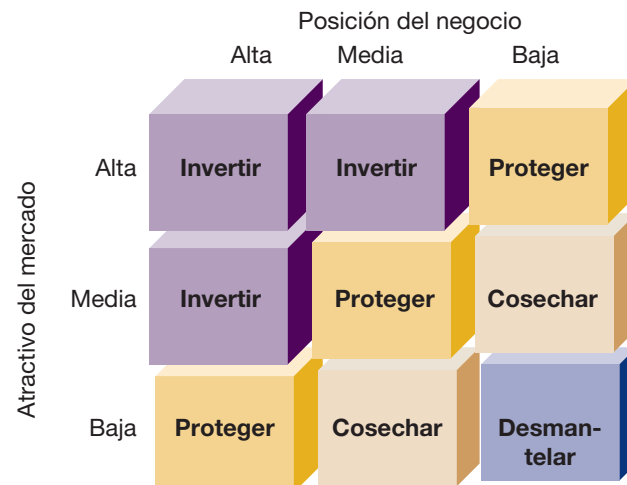 Posición del negocio
Alta Media Baja
Atractivo del mercado
Alta Invertir Invertir Proteger
Media Invertir Proteger Cosechar
Baja Proteger Cosechar Desman-
telar